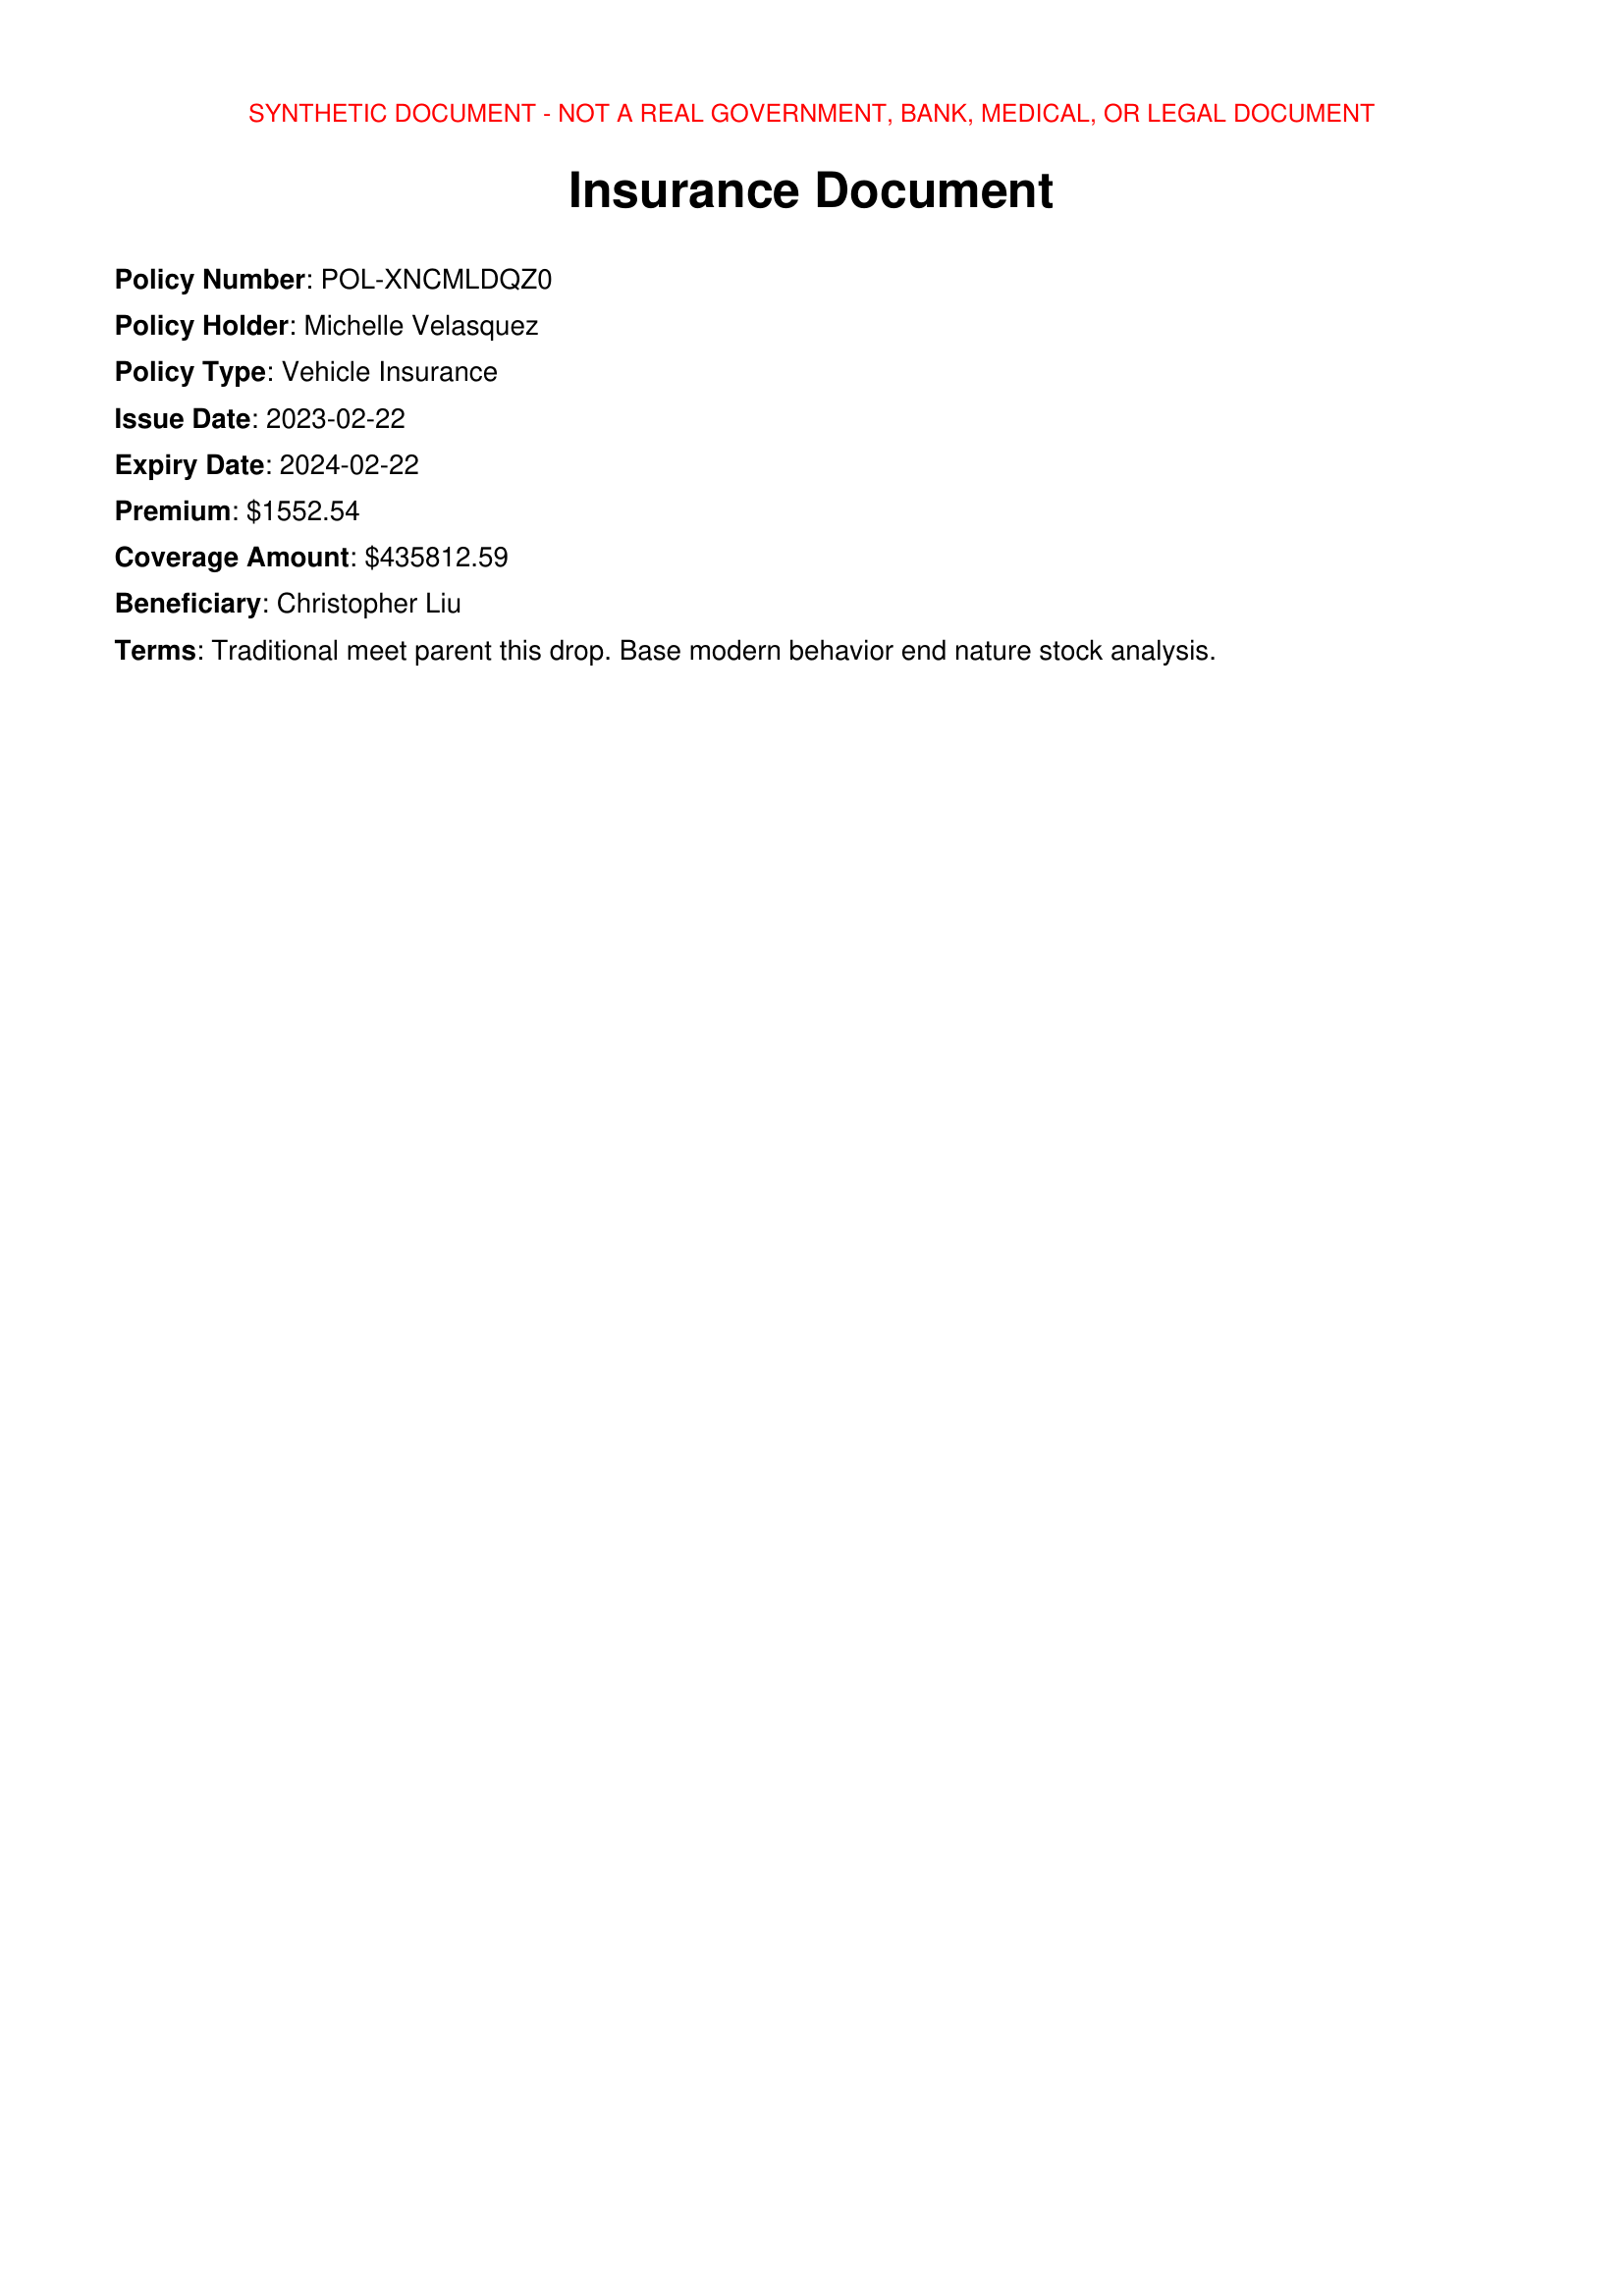 SYNTHETIC DOCUMENT - NOT A REAL GOVERNMENT, BANK, MEDICAL, OR LEGAL DOCUMENT
Insurance Document
Policy Number: POL-XNCMLDQZ0
Policy Holder: Michelle Velasquez
Policy Type: Vehicle Insurance
Issue Date: 2023-02-22
Expiry Date: 2024-02-22
Premium: $1552.54
Coverage Amount: $435812.59
Beneficiary: Christopher Liu
Terms: Traditional meet parent this drop. Base modern behavior end nature stock analysis.